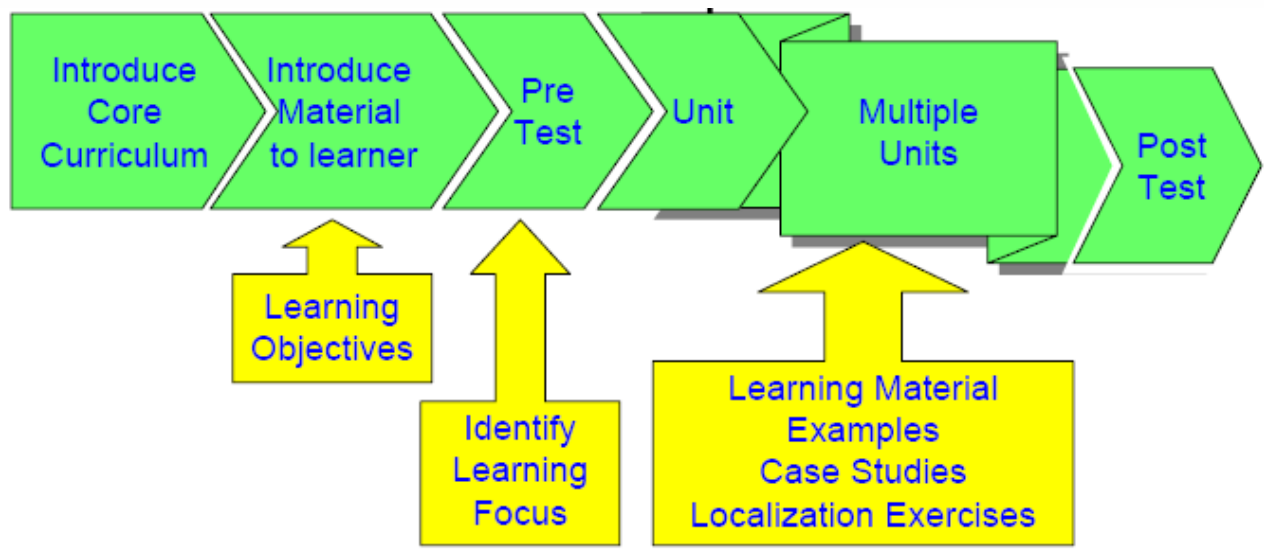 Introduce
Core
Curriculum
Introduce
Material
to learner
Pre
Test
Unit
Multiple
Units
Post
Test
Learning
Objectives
Identify
Learning
Focus
Learning Material
Examples
Case Studies
Localization Exercises